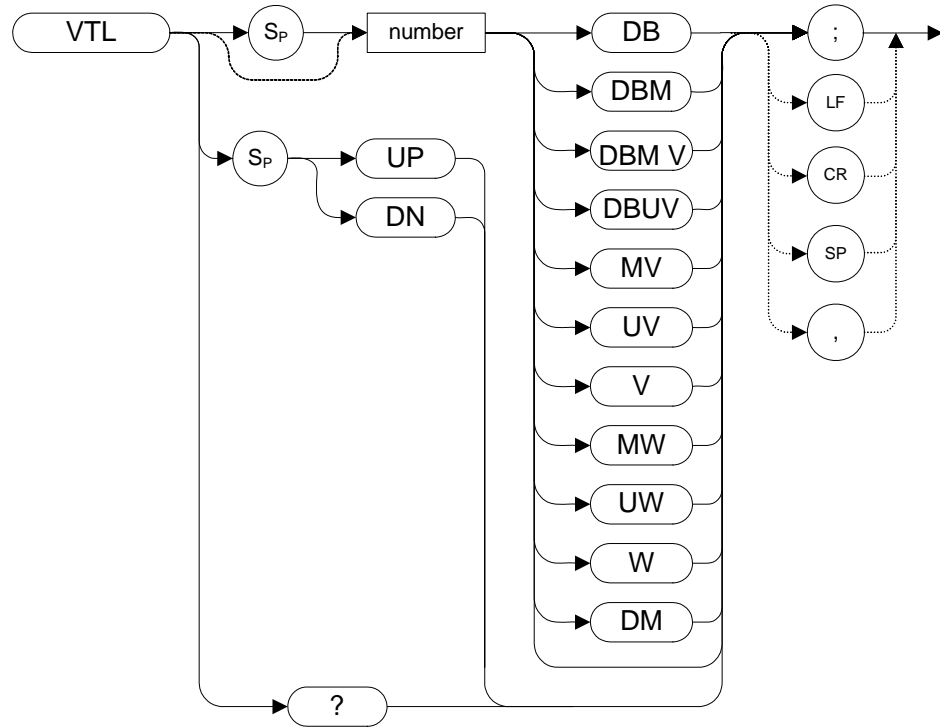 VTL
SP
number
DB
;
DBM
LF
SP
UP
DBM V
CR
DN
DBUV
SP
MV
UV
,
V
MW
UW
W
DM
?